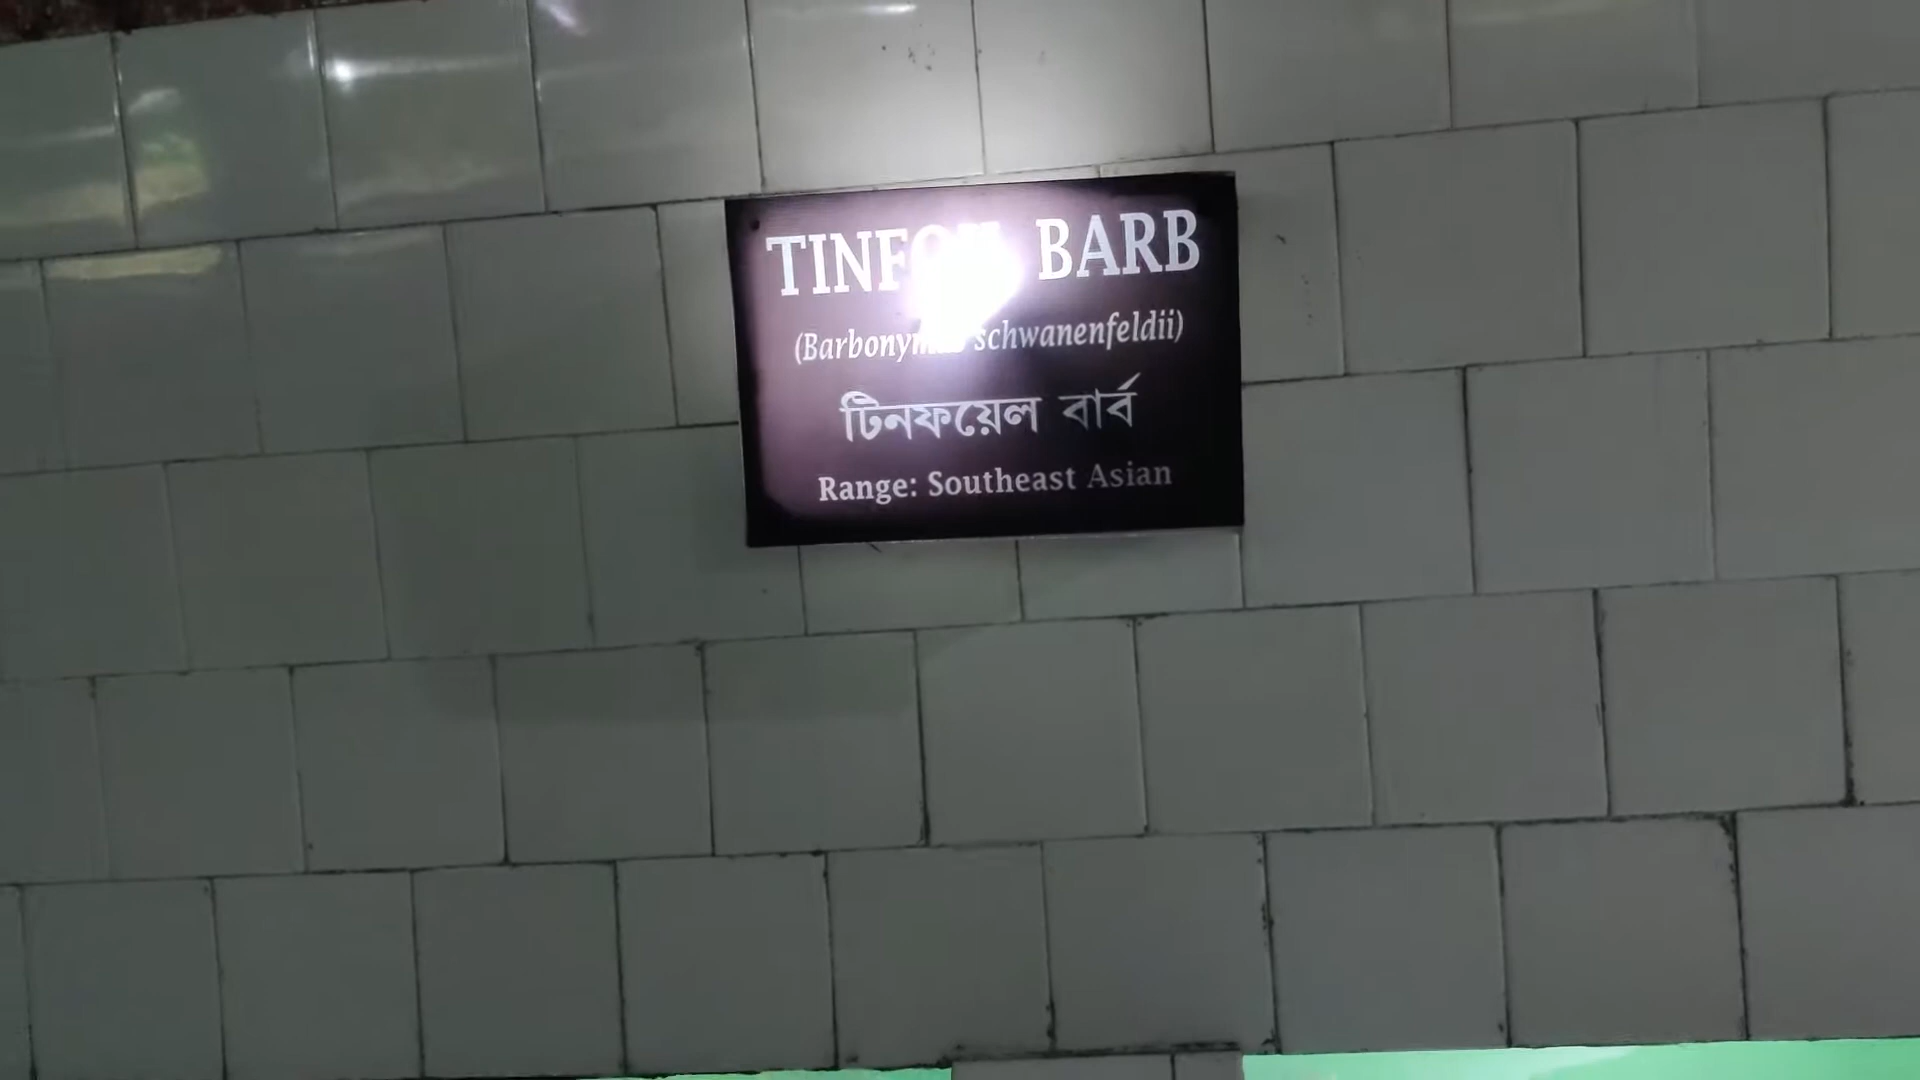 TINFOIL BARB
(Barbonymus schwanenfeldii)
টিনফয়েল বার্ব
Range: Southeast Asian